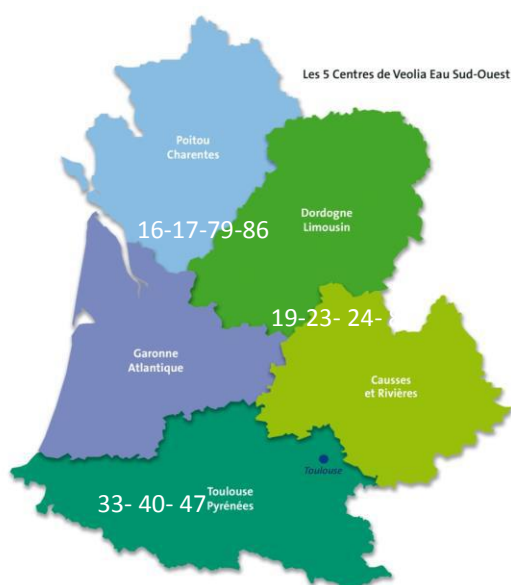 Les 5 Centres de Veolia Eau Sud-Ouest
Poitou
Charentes
16-17-79-86
Dordogne
Limousin
19-23- 24-
Garonne
Atlantique
Causses
et Rivières
Toulouse
33- 40- 47
Toulouse
Pyrénées